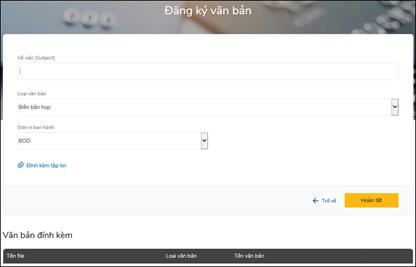 Đăng ký văn bản
Về việc (Subject)
Loại văn bản
Biên bản họp
Đơn vị ban hành
BOD
Đính kèm tập tin
Trở về
Hoàn tất
Văn bản đính kèm
Tên file Loại văn bản Tên văn bản